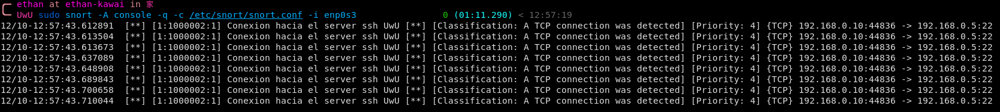 ethan at ethan-kawai in 家
UwU sudo snort -A console -q -c /etc/snort/snort.conf -i enp0s3 0 (01:11.290) < 12:57:19
12/10-12:57:43.612891 [**] [1:1000002:1] Conexion hacia el server ssh UwU [**] [Classification: A TCP connection was detected] [Priority: 4] {TCP} 192.168.0.10:44836 -> 192.168.0.5:22
12/10-12:57:43.613504 [**] [1:1000002:1] Conexion hacia el server ssh UwU [**] [Classification: A TCP connection was detected] [Priority: 4] {TCP} 192.168.0.10:44836 -> 192.168.0.5:22
12/10-12:57:43.613673 [**] [1:1000002:1] Conexion hacia el server ssh UwU [**] [Classification: A TCP connection was detected] [Priority: 4] {TCP} 192.168.0.10:44836 -> 192.168.0.5:22
12/10-12:57:43.637089 [**] [1:1000002:1] Conexion hacia el server ssh UwU [**] [Classification: A TCP connection was detected] [Priority: 4] {TCP} 192.168.0.10:44836 -> 192.168.0.5:22
12/10-12:57:43.648908 [**] [1:1000002:1] Conexion hacia el server ssh UwU [**] [Classification: A TCP connection was detected] [Priority: 4] {TCP} 192.168.0.10:44836 -> 192.168.0.5:22
12/10-12:57:43.689843 [**] [1:1000002:1] Conexion hacia el server ssh UwU [**] [Classification: A TCP connection was detected] [Priority: 4] {TCP} 192.168.0.10:44836 -> 192.168.0.5:22
12/10-12:57:43.700658 [**] [1:1000002:1] Conexion hacia el server ssh UwU [**] [Classification: A TCP connection was detected] [Priority: 4] {TCP} 192.168.0.10:44836 -> 192.168.0.5:22
12/10-12:57:43.710044 [**] [1:1000002:1] Conexion hacia el server ssh UwU [**] [Classification: A TCP connection was detected] [Priority: 4] {TCP} 192.168.0.10:44836 -> 192.168.0.5:22